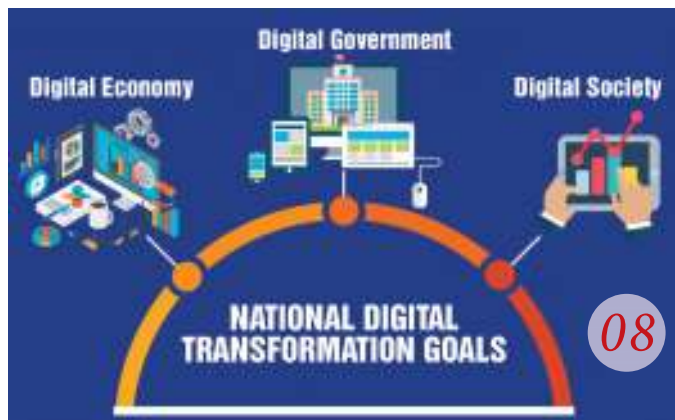 Digital Government
Digital Economy
Digital Society
NATIONAL DIGITAL
TRANSFORMATION GOALS
08